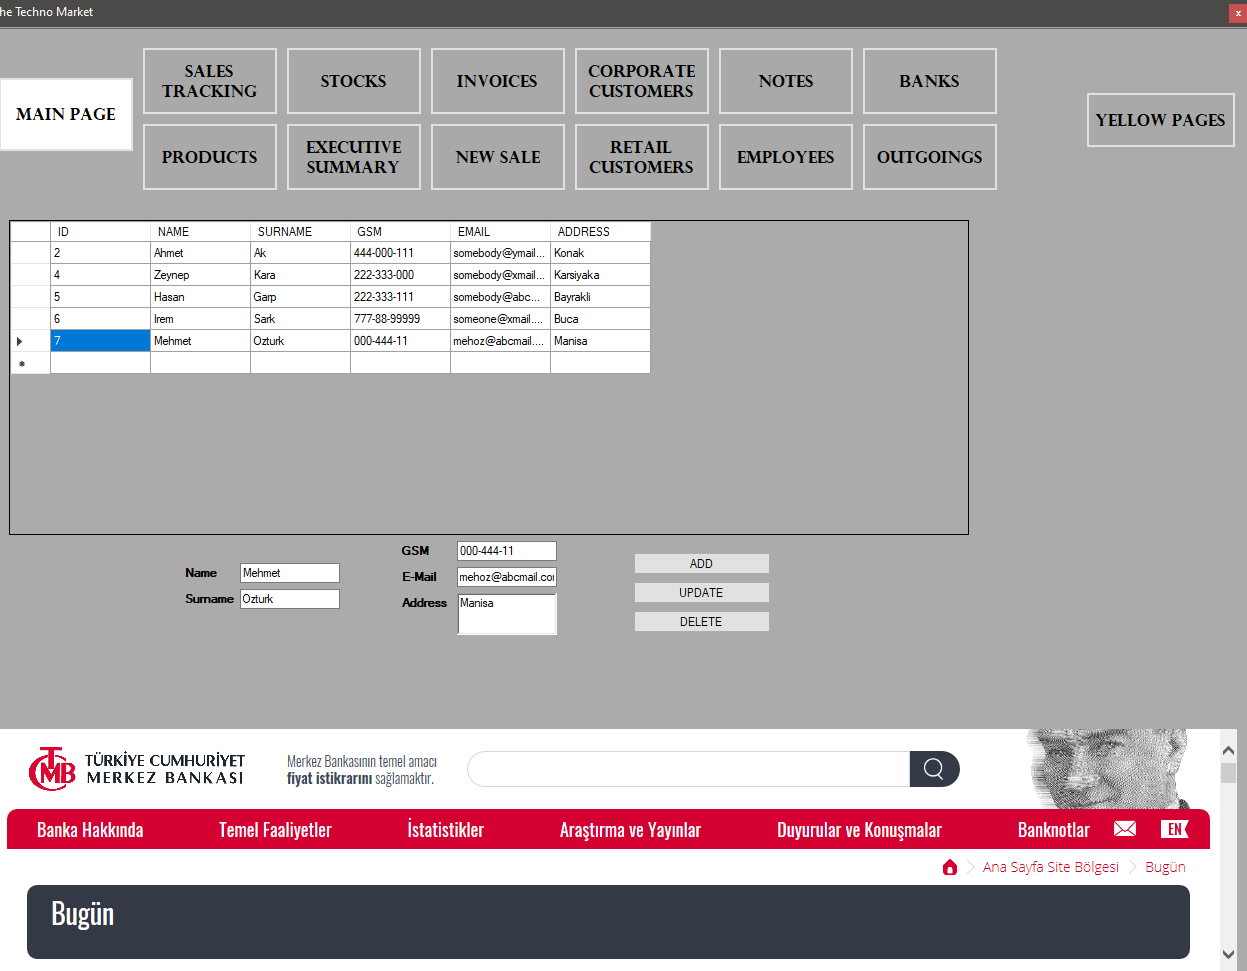 he Techno Market
x
MAIN PAGE
SALES
TRACKING
STOCKS
INVOICES
CORPORATE
CUSTOMERS
NOTES
BANKS
PRODUCTS
EXECUTIVE
SUMMARY
NEW SALE
RETAIL
CUSTOMERS
EMPLOYEES
OUTGOINGS
YELLOW PAGES
ID NAME SURNAME GSM EMAIL ADDRESS
2 Ahmet Ak 444-000-111 somebody@ymail... Konak
4 Zeynep Kara 222-333-000 somebody@xmail... Karsiyaka
5 Hasan Garp 222-333-111 somebody@abc... Bayrakli
6 Irem Sark 777-88-99999 someone@xmail.... Buca
7 Mehmet Ozturk 000-444-11 mehoz@abcmail.... Manisa
*
Name Mehmet
Surname Ozturk
GSM 000-444-11
E-Mail mehoz@abcmail.co
Address Manisa
ADD
UPDATE
DELETE
TCMB
TÜRKİYE CUMHURİYET
MERKEZ BANKASI
Merkez Bankasının temel amacı
fiyat istikrarını sağlamaktır.
Banka Hakkında Temel Faaliyetler İstatistikler Araştırma ve Yayınlar Duyurular ve Konuşmalar Banknotlar EN
Ana Sayfa Site Bölgesi Bugün
Bugün